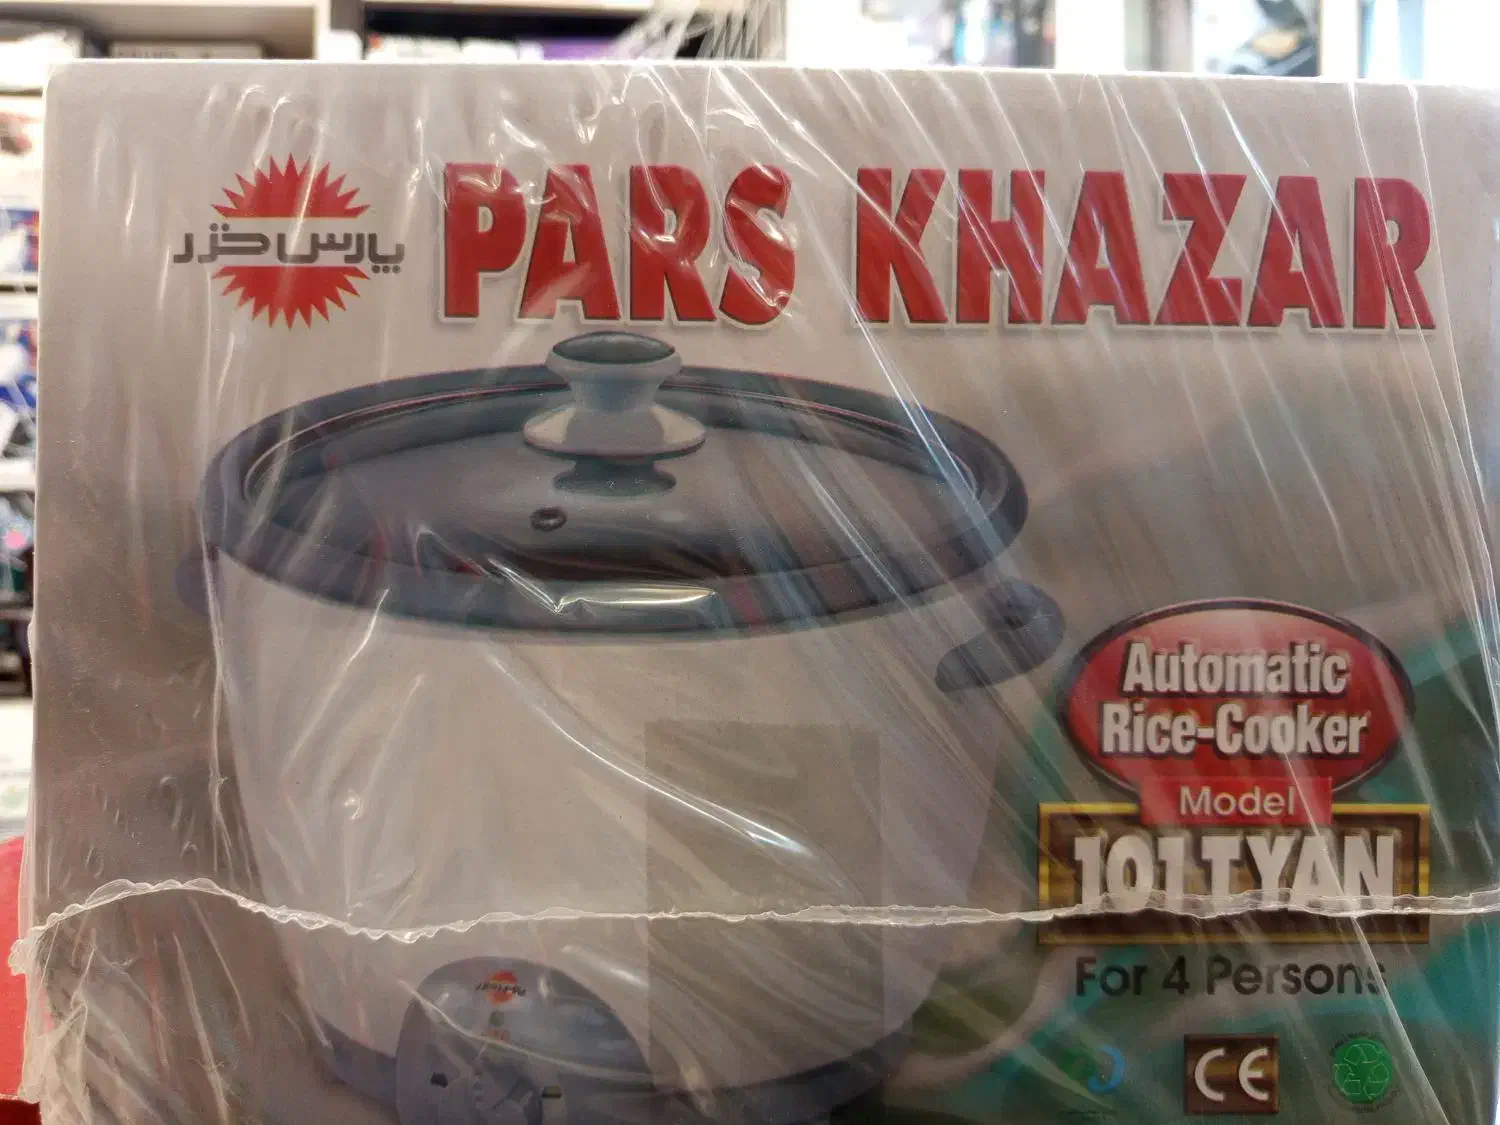 پارس خزر
PARS KHAZAR
Automatic
Rice-Cooker
Model
101 TYAN
For 4 Persons
CE